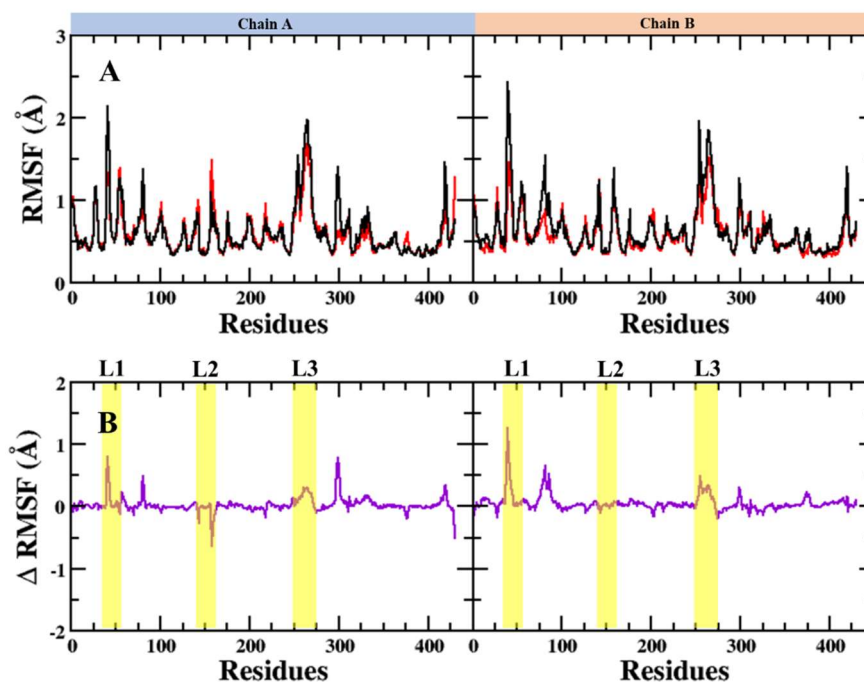 Chain A Chain B
3
A
2
RMSF (Å)
1
0
0 100 200 300 400 0 100 200 300 400
Residues Residues
L1 L2 L3 L1 L2 L3
2
B
1
Δ RMSF (Å)
0
-1
-2
0 100 200 300 400 0 100 200 300 400
Residues Residues